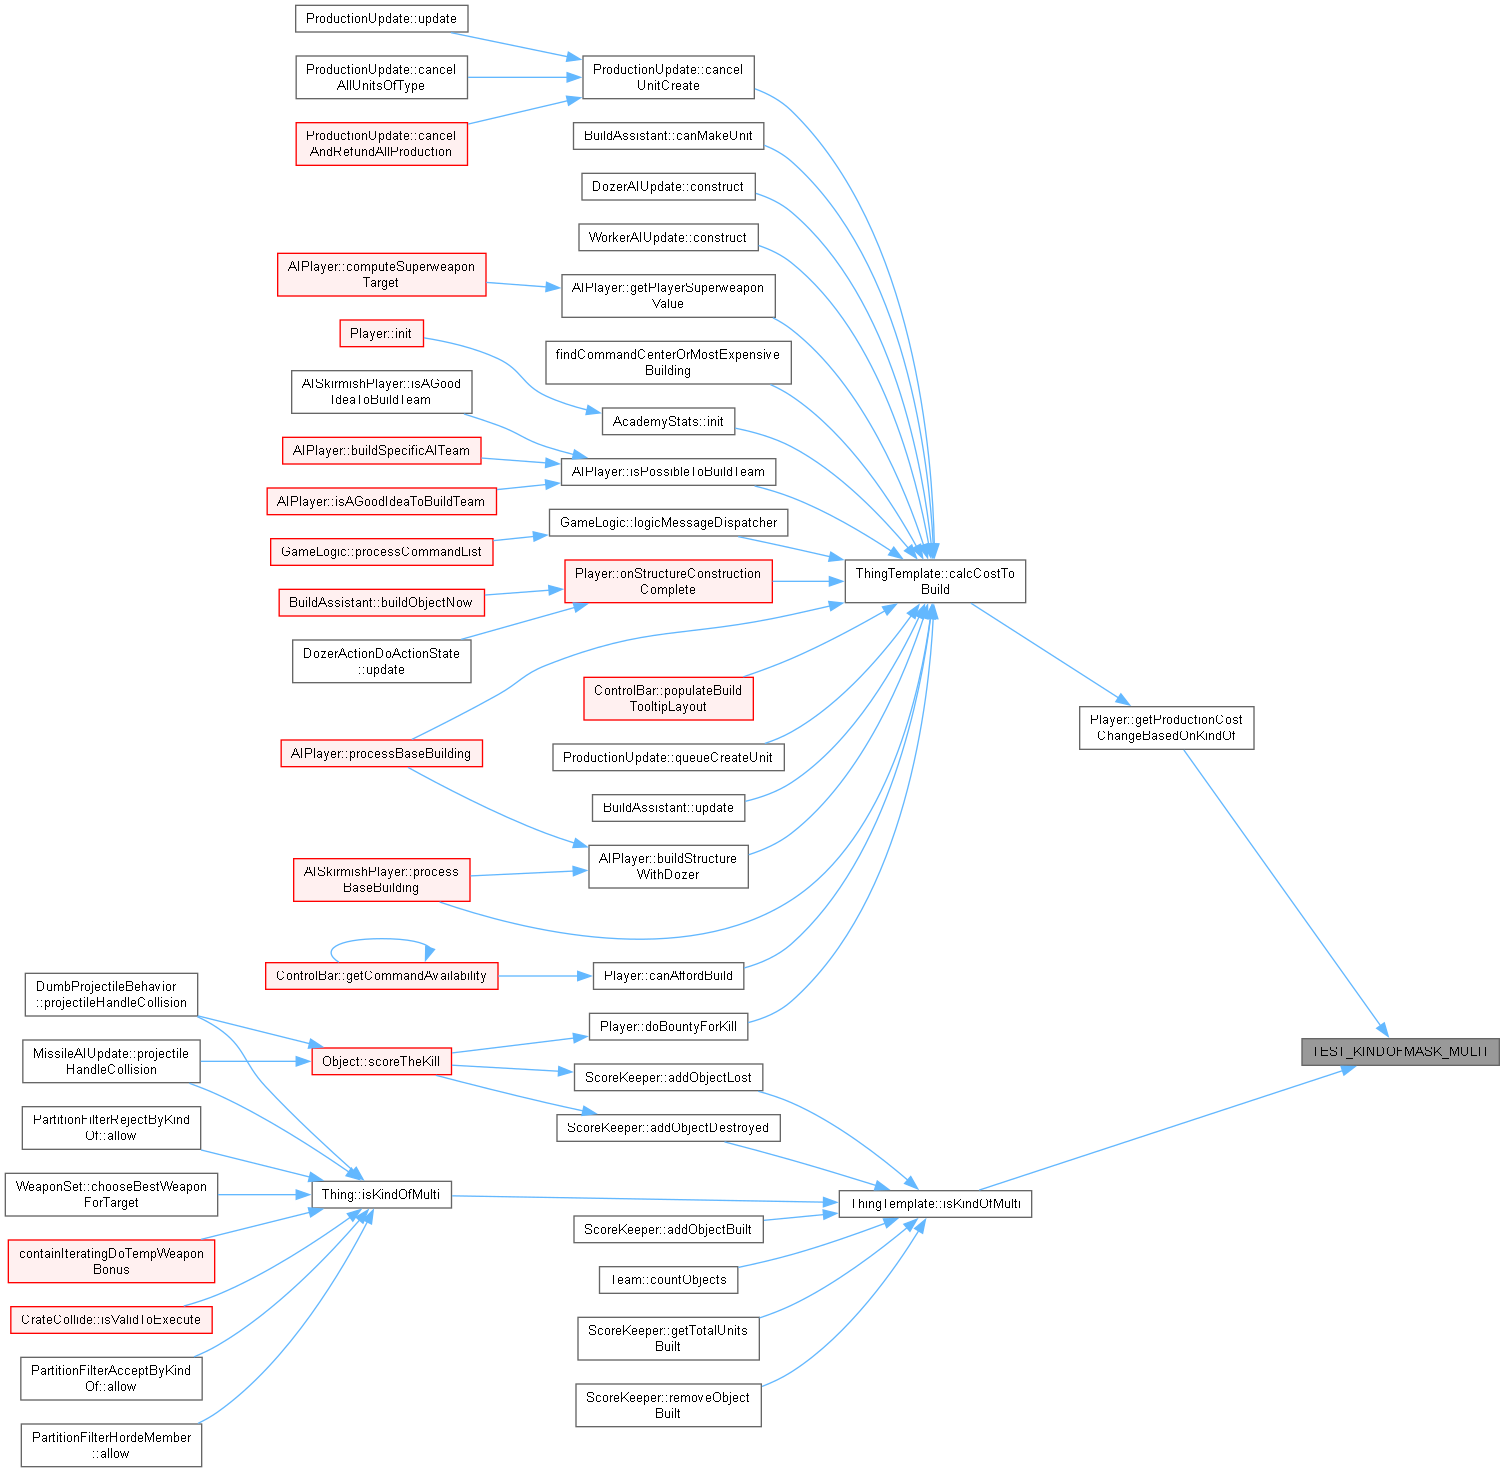 ProductionUpdate::update
ProductionUpdate::cancel
AllUnitsOfType
ProductionUpdate::cancel
AndRefundAllProduction
ProductionUpdate::cancel
UnitCreate
BuildAssistant::canMakeUnit
DozerAIUpdate::construct
WorkerAIUpdate::construct
AIPlayer::computeSuperweapon
Target
AIPlayer::getPlayerSuperweapon
Value
Player::init
findCommandCenterOrMostExpensive
Building
AISkirmishPlayer::isAGood
IdeaToBuildTeam
AcademyStats::init
AIPlayer::buildSpecificAITeam
AIPlayer::isPossibleToBuildTeam
AIPlayer::isAGoodIdeaToBuildTeam
GameLogic::logicMessageDispatcher
GameLogic::processCommandList
Player::onStructureConstruction
Complete
BuildAssistant::buildObjectNow
DozerActionDoActionState
::update
ThingTemplate::calcCostTo
Build
ControlBar::populateBuild
TooltipLayout
Player::getProductionCost
ChangeBasedOnKindOf
AIPlayer::processBaseBuilding
ProductionUpdate::queueCreateUnit
BuildAssistant::update
AIPlayer::buildStructure
WithDozer
AISkirmishPlayer::process
BaseBuilding
ControlBar::getCommandAvailability
Player::canAffordBuild
DumbProjectileBehavior
::projectileHandleCollision
Player::doBountyForKill
MissileAIUpdate::projectile
HandleCollision
Object::scoreTheKill
TEST_KINDOFMASK_MULTI
ScoreKeeper::addObjectLost
PartitionFilterRejectByKind
Of::allow
ScoreKeeper::addObjectDestroyed
WeaponSet::chooseBestWeapon
ForTarget
Thing::isKindOfMulti
ThingTemplate::isKindOfMulti
ScoreKeeper::addObjectBuilt
containIteratingDoTempWeapon
Bonus
Team::countObjects
CrateCollide::isValidToExecute
ScoreKeeper::getTotalUnits
Built
PartitionFilterAcceptByKind
Of::allow
ScoreKeeper::removeObject
Built
PartitionFilterHordeMember
::allow